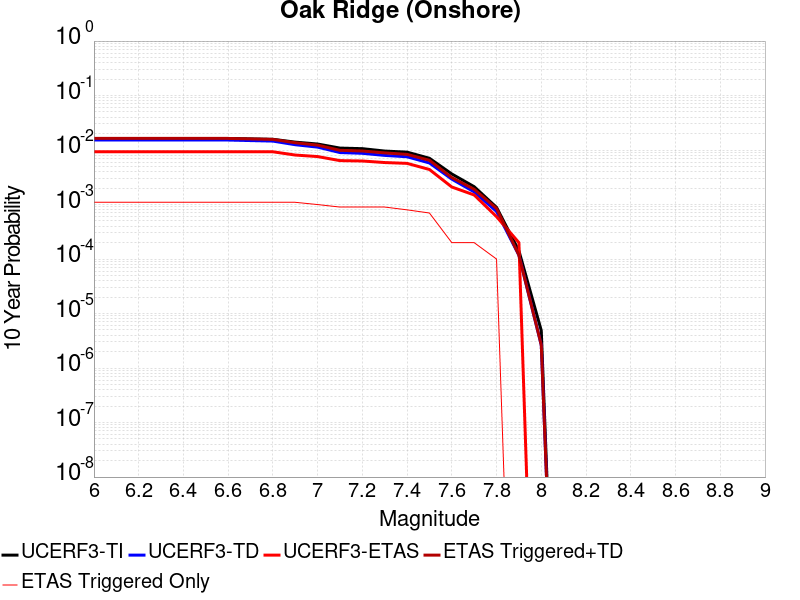 Oak Ridge (Onshore)
10^0
10^-1
10^-2
10^-3
10^-4
10^-5
10^-6
10^-7
10^-8
10 Year Probability
6 6.2 6.4 6.6 6.8 7 7.2 7.4 7.6 7.8 8 8.2 8.4 8.6 8.8 9
Magnitude
UCERF3-TI UCERF3-TD UCERF3-ETAS ETAS Triggered+TD
ETAS Triggered Only